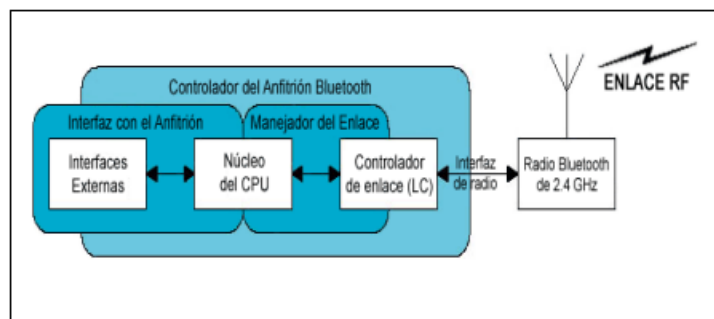 Controlador del Anfitrión Bluetooth
ENLACE RF
Interfaz con el Anfitrión
Manejador del Enlace
Interfaces
Externas
Núcleo
del CPU
Controlador
de enlace (LC)
Interfaz
de radio
Radio Bluetooth
de 2.4 GHz